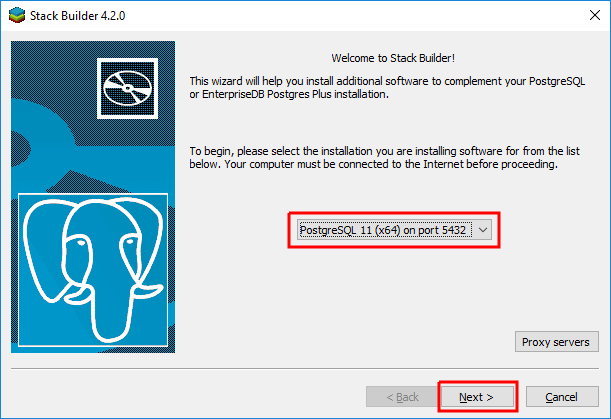 Stack Builder 4.2.0
Welcome to Stack Builder!
This wizard will help you install additional software to complement your PostgreSQL
or EnterpriseDB Postgres Plus installation.
To begin, please select the installation you are installing software for from the list
below. Your computer must be connected to the Internet before proceeding.
PostgreSQL 11 (x64) on port 5432
Proxy servers
< Back
Next >
Cancel